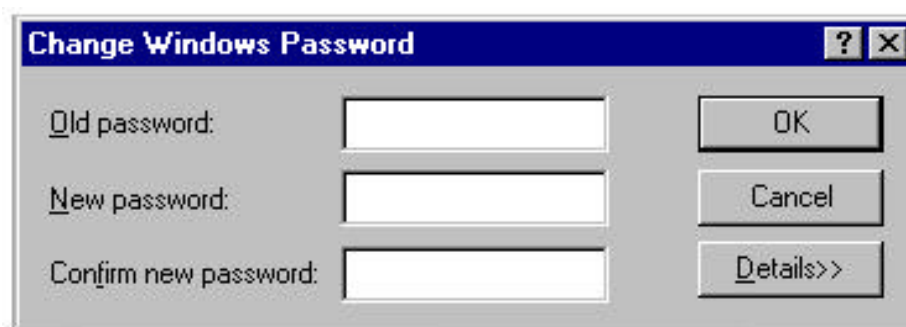 Change Windows Password
Old password:
OK
New password:
Cancel
Confirm new password:
Details>>